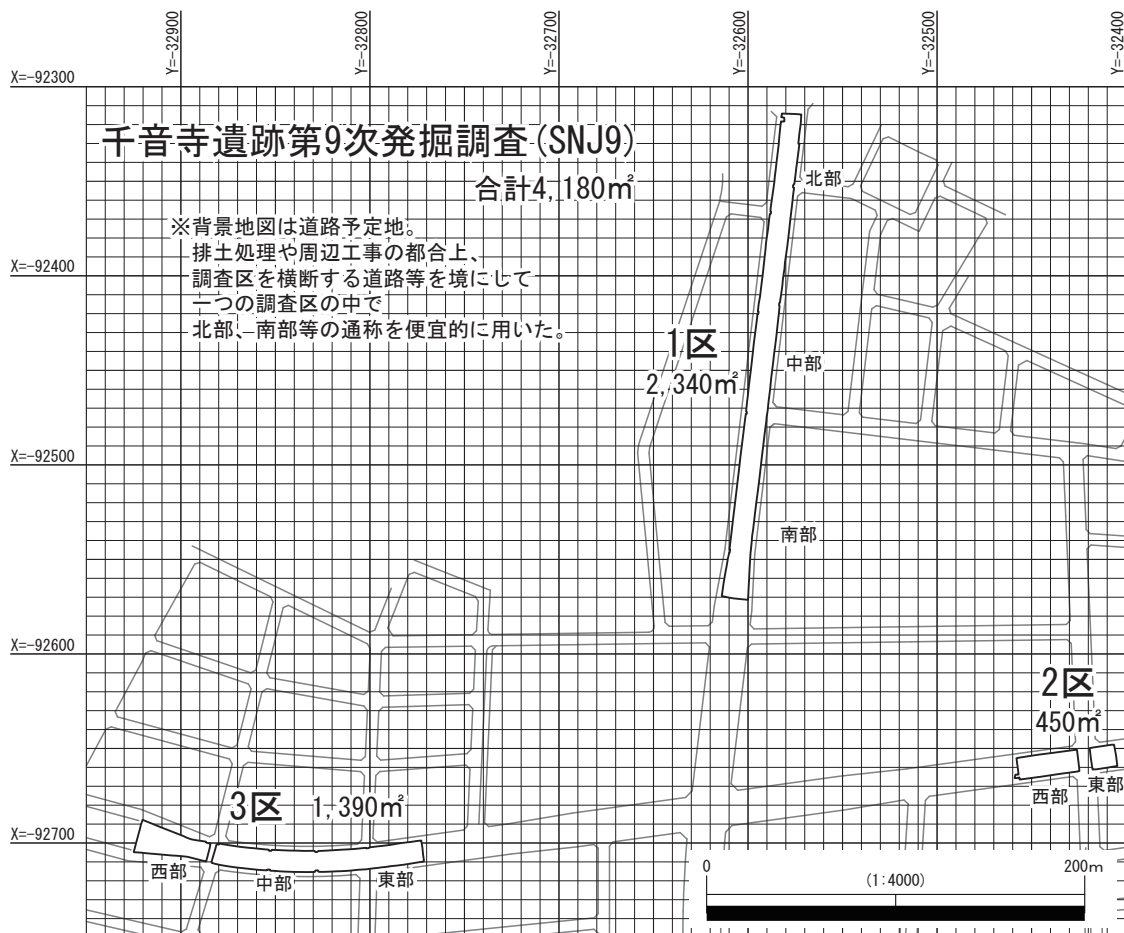 Y=-32900
Y=-32800
Y=-32700
Y=-32600
Y=-32500
Y=-32400
X=-92300
千音寺遺跡第9次発掘調査(SNJ9)
合計4,180㎡
※背景地図は道路予定地。
排土処理や周辺工事の都合上、
調査区を横断する道路等を境にして
一つの調査区の中で
北部、南部等の通称を便宜的に用いた。
北部
X=-92400
1区
2,340㎡
中部
X=-92500
南部
X=-92600
2区
450㎡
西部
東部
3区 1,390㎡
X=-92700
西部
中部
東部
0
200m
(1:4000)